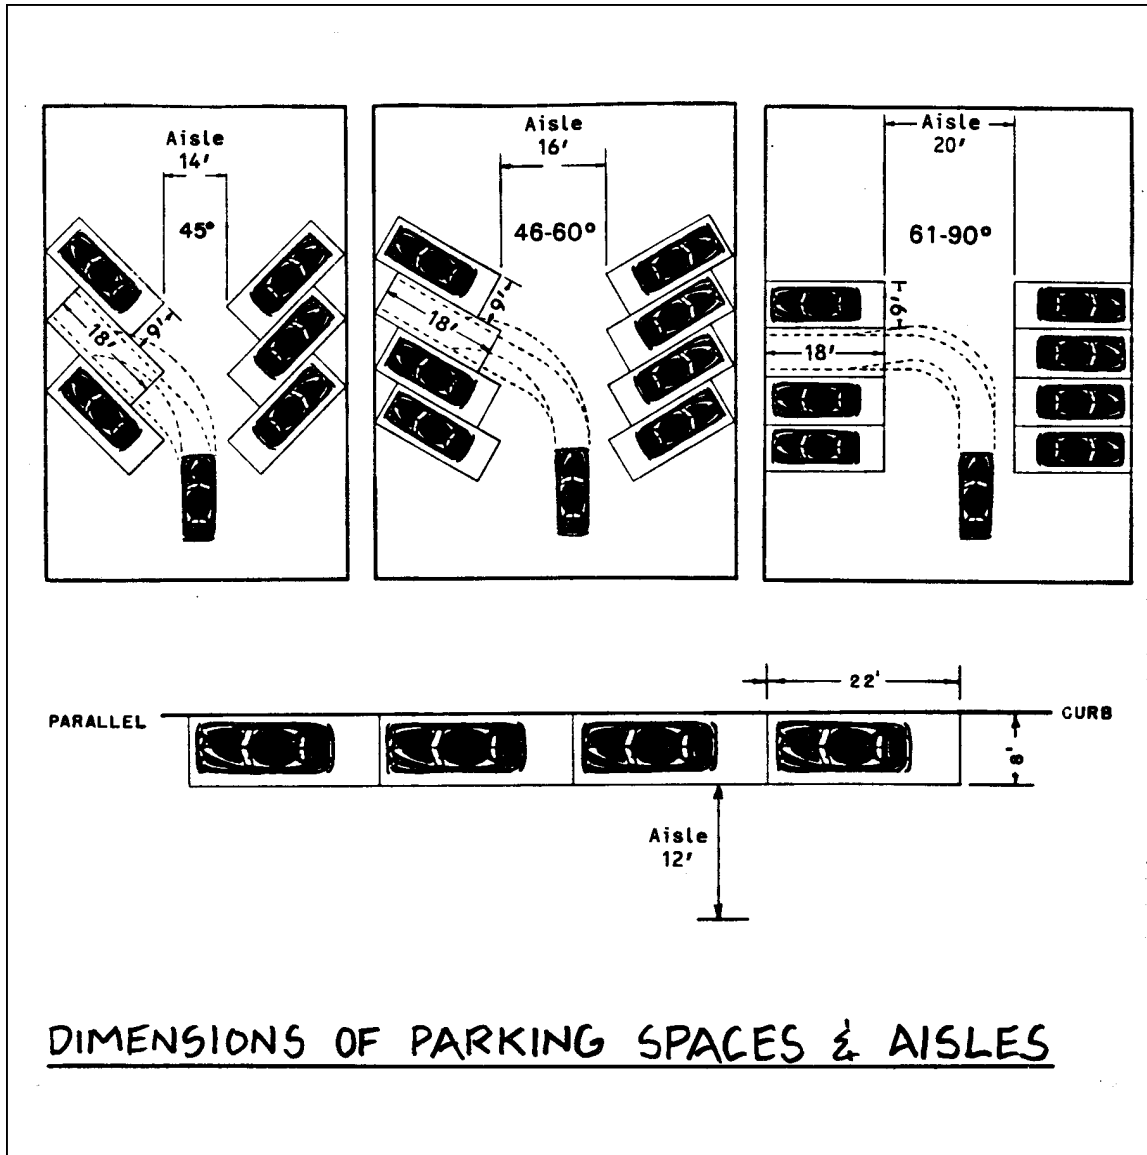 Aisle
14'
45°
9'
18'
Aisle
16'
46-60°
9'
18'
Aisle
20'
61-90°
9'
18'
22'
PARALLEL
CURB
8'
Aisle
12'
DIMENSIONS OF PARKING SPACES & AISLES